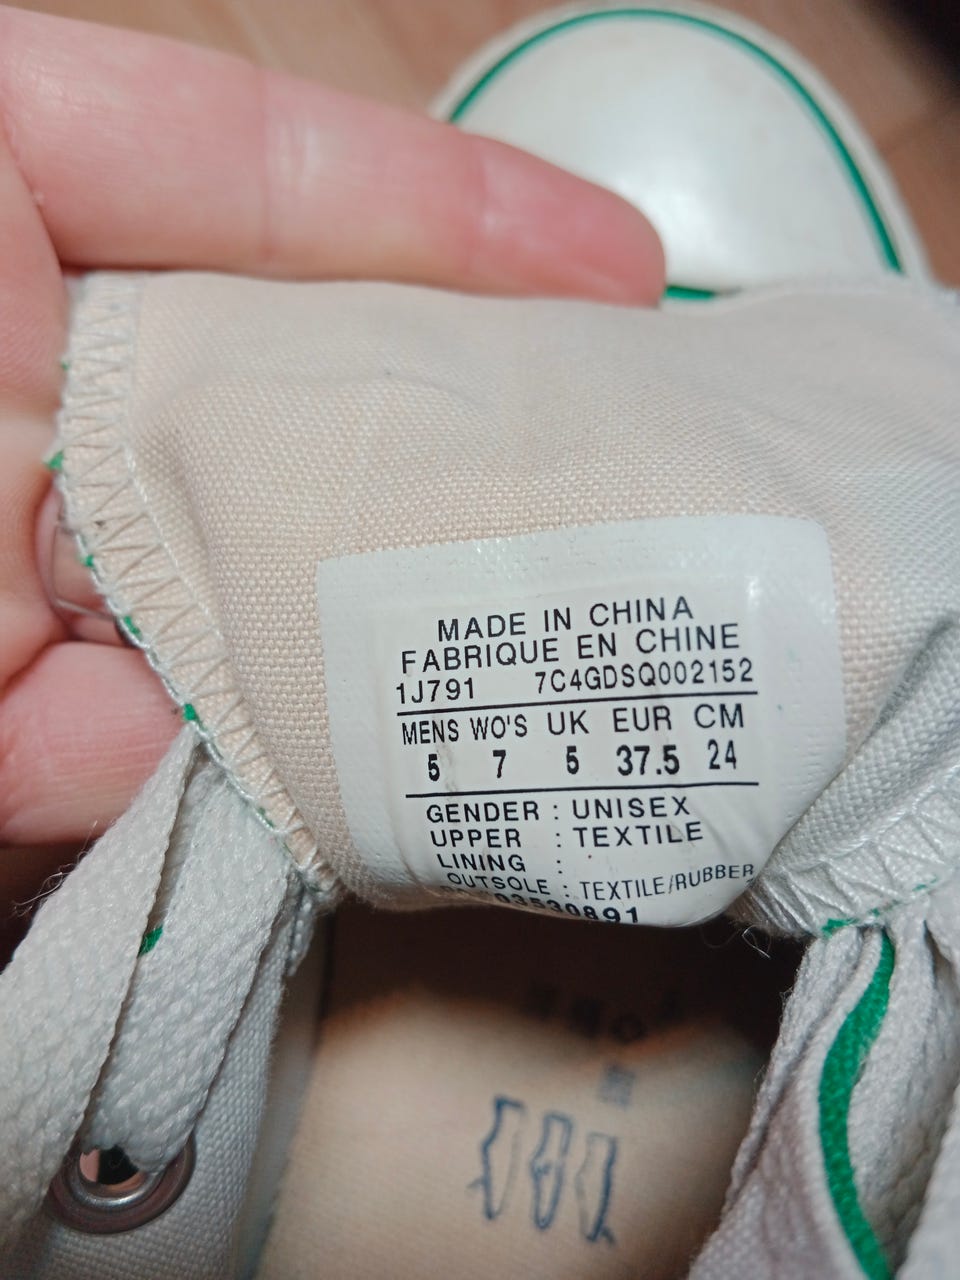 MADE IN CHINA
FABRIQUE EN CHINE
1J791 7C4GDSQ002152
MENS WO'S UK EUR CM
5 7 5 37.5 24
GENDER : UNISEX
UPPER : TEXTILE
LINING :
OUTSOLE : TEXTILE/RUBBER
03530891